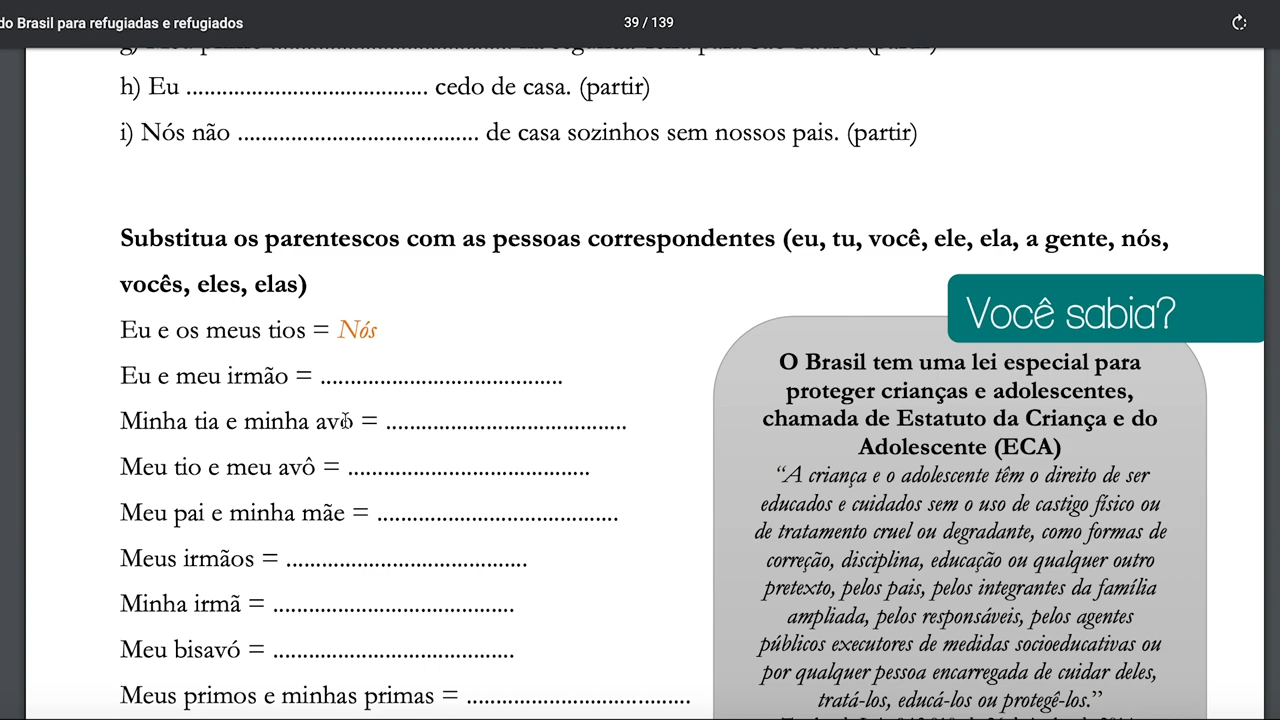 do Brasil para refugiadas e refugiados
39 / 139
h) Eu ......................................... cedo de casa. (partir)
i) Nós não ......................................... de casa sozinhos sem nossos pais. (partir)
Substitua os parentescos com as pessoas correspondentes (eu, tu, você, ele, ela, a gente, nós,
vocês, eles, elas)
Eu e os meus tios = Nós
Eu e meu irmão = .........................................
Minha tia e minha avó = .........................................
Meu tio e meu avô = .........................................
Meu pai e minha mãe = .........................................
Meus irmãos = .........................................
Minha irmã = .........................................
Meu bisavó = .........................................
Meus primos e minhas primas = ......................................
Você sabia?
O Brasil tem uma lei especial para
proteger crianças e adolescentes,
chamada de Estatuto da Criança e do
Adolescente (ECA)
“A criança e o adolescente têm o direito de ser
educados e cuidados sem o uso de castigo físico ou
de tratamento cruel ou degradante, como formas de
correção, disciplina, educação ou qualquer outro
pretexto, pelos pais, pelos integrantes da família
ampliada, pelos responsáveis, pelos agentes
públicos executores de medidas socioeducativas ou
por qualquer pessoa encarregada de cuidar deles,
tratá-los, educá-los ou protegê-los.”